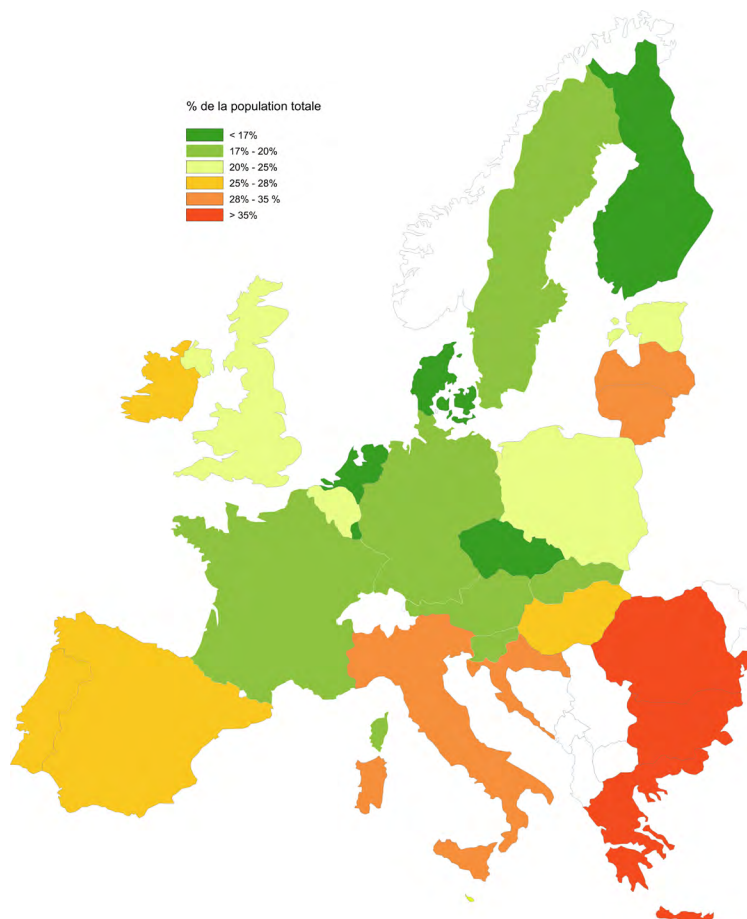 % de la population totale
< 17%
17% - 20%
20% - 25%
25% - 28%
28% - 35 %
> 35%